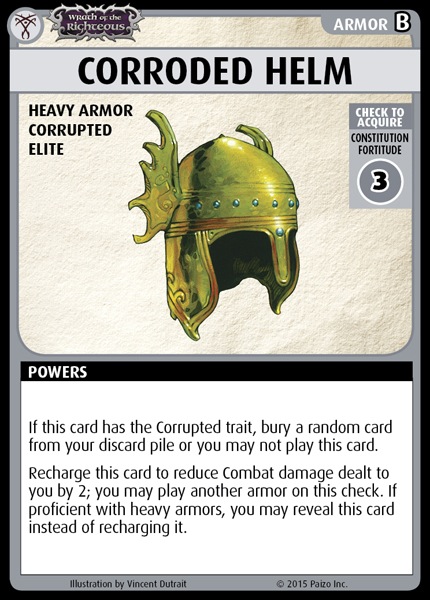 Wrath of the
Righteous
ARMOR B
CORRODED HELM
HEAVY ARMOR
CORRUPTED
ELITE
CHECK TO
ACQUIRE
CONSTITUTION
FORTITUDE
3
POWERS
If this card has the Corrupted trait, bury a random card
from your discard pile or you may not play this card.
Recharge this card to reduce Combat damage dealt to
you by 2; you may play another armor on this check. If
proficient with heavy armors, you may reveal this card
instead of recharging it.
Illustration by Vincent Dutrait
© 2015 Paizo Inc.